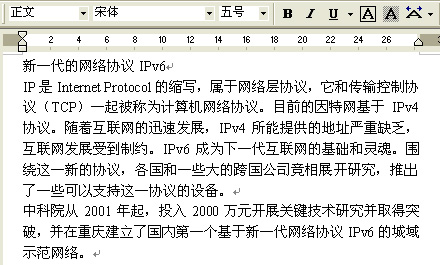 正文 宋体 五号 B I U A A
2 4 6 8 10 12 14 16 18 20 22 24 26
新一代的网络协议 IPv6
IP 是 Internet Protocol 的缩写，属于网络层协议，它和传输控制协
议（TCP）一起被称为计算机网络协议。目前的因特网基于 IPv4
协议。随着互联网的迅速发展，IPv4 所能提供的地址严重缺乏，
互联网发展受到制约。IPv6 成为下一代互联网的基础和灵魂。围
绕这一新的协议，各国和一些大的跨国公司竞相展开研究，推出
了一些可以支持这一协议的设备。
中科院从 2001 年起，投入 2000 万元开展关键技术研究并取得突
破，并在重庆建立了国内第一个基于新一代网络协议 IPv6 的城域
示范网络。